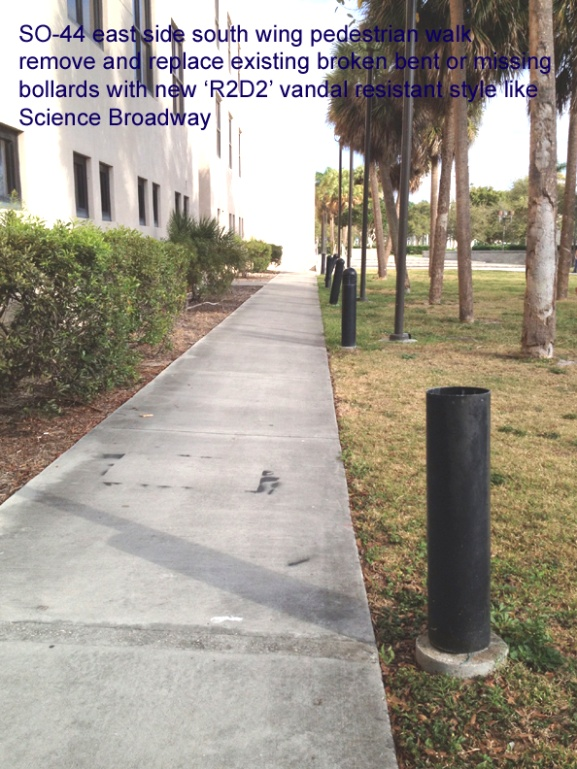 SO-44 east side south wing pedestrian walk
remove and replace existing broken bent or missing
bollards with new ‘R2D2’ vandal resistant style like
Science Broadway